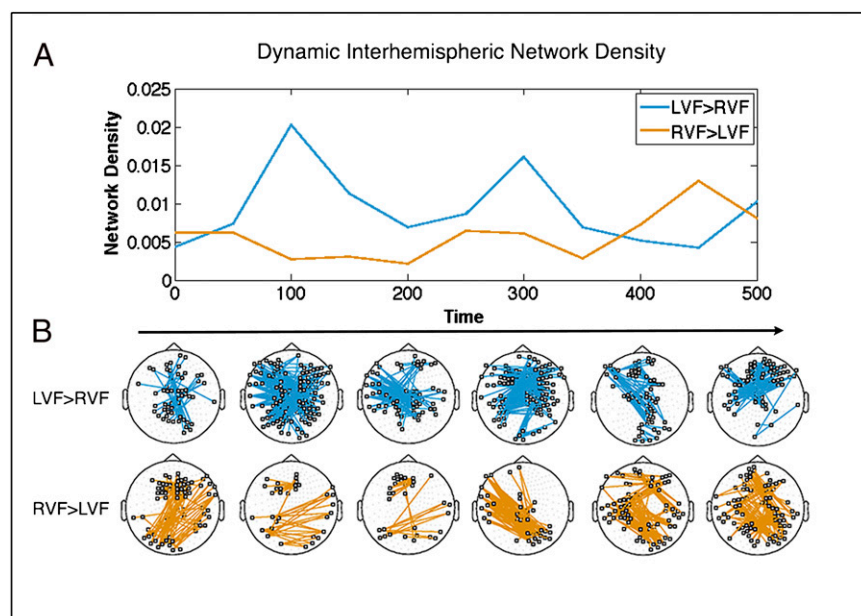 A
Dynamic Interhemispheric Network Density
0.025
0.02
0.015
0.01
0.005
0
Network Density
LVF>RVF
RVF>LVF
0
100
200
300
400
500
Time
B
LVF>RVF
RVF>LVF